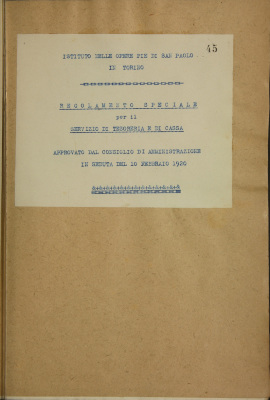 45
ISTITUTO DELLE OPERE PIE DI SAN PAOLO
IN TORINO
REGOLAMENTO SPECIALE
per il
SERVIZIO DI TESORERIA E DI CASSA
APPROVATO DAL CONSIGLIO DI AMMINISTRAZIONE
IN SEDUTA DEL 10 FEBBRAIO 1920